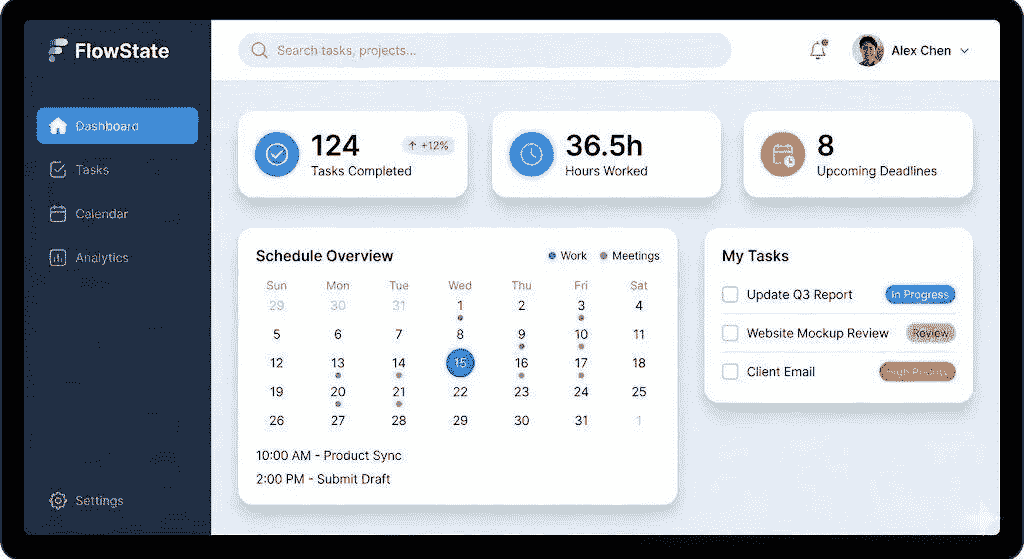 FlowState
Search tasks, projects...
Alex Chen
Dashboard
Tasks
Calendar
Analytics
Settings
124
↑ +12%
Tasks Completed
36.5h
Hours Worked
8
Upcoming Deadlines
Schedule Overview
Work Meetings
Sun Mon Tue Wed Thu Fri Sat
29 30 31 1 2 3 4
5 6 7 8 9 10 11
12 13 14 15 16 17 18
19 20 21 22 23 24 25
26 27 28 29 30 31 1
10:00 AM - Product Sync
2:00 PM - Submit Draft
My Tasks
Update Q3 Report In Progress
Website Mockup Review Review
Client Email High Priority